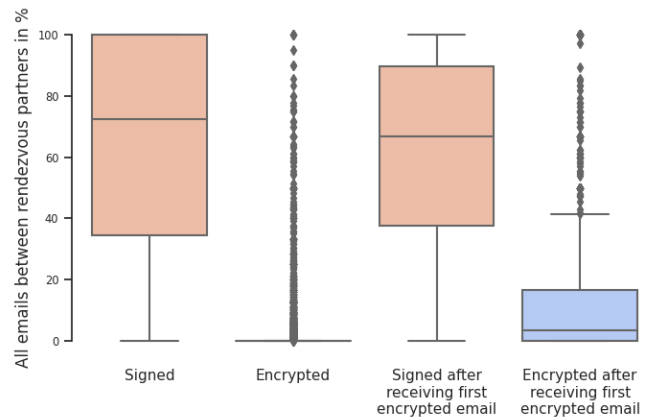 All emails between rendezvous partners in %
100
80
60
40
20
0
Signed
Encrypted
Signed after
receiving first
encrypted email
Encrypted after
receiving first
encrypted email